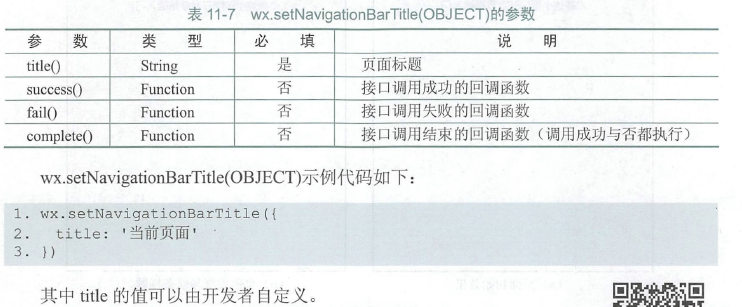 表 11-7 wx.setNavigationBarTitle(OBJECT)的参数
参 数 类 型 必 填 说 明
title() String 是 页面标题
success() Function 否 接口调用成功的回调函数
fail() Function 否 接口调用失败的回调函数
complete() Function 否 接口调用结束的回调函数（调用成功与否都执行）
wx.setNavigationBarTitle(OBJECT)示例代码如下：
1. wx.setNavigationBarTitle({
2. title: '当前页面'
3. })
其中 title 的值可以由开发者自定义。